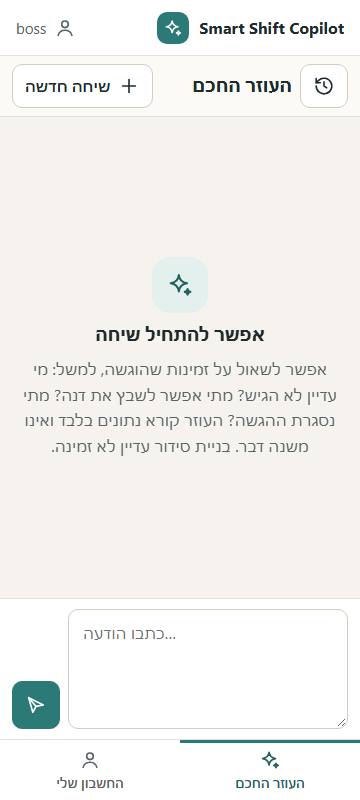 Smart Shift Copilot
boss
העוזר החכם
שיחה חדשה
אפשר להתחיל שיחה
אפשר לשאול על זמינות שהוגשה, למשל: מי
עדיין לא הגיש? מתי אפשר לשבץ את דנה? מתי
נסגרת ההגשה? העוזר קורא נתונים בלבד ואינו
משנה דבר. בניית סידור עדיין לא זמינה.
כתבו הודעה...
העוזר החכם
החשבון שלי